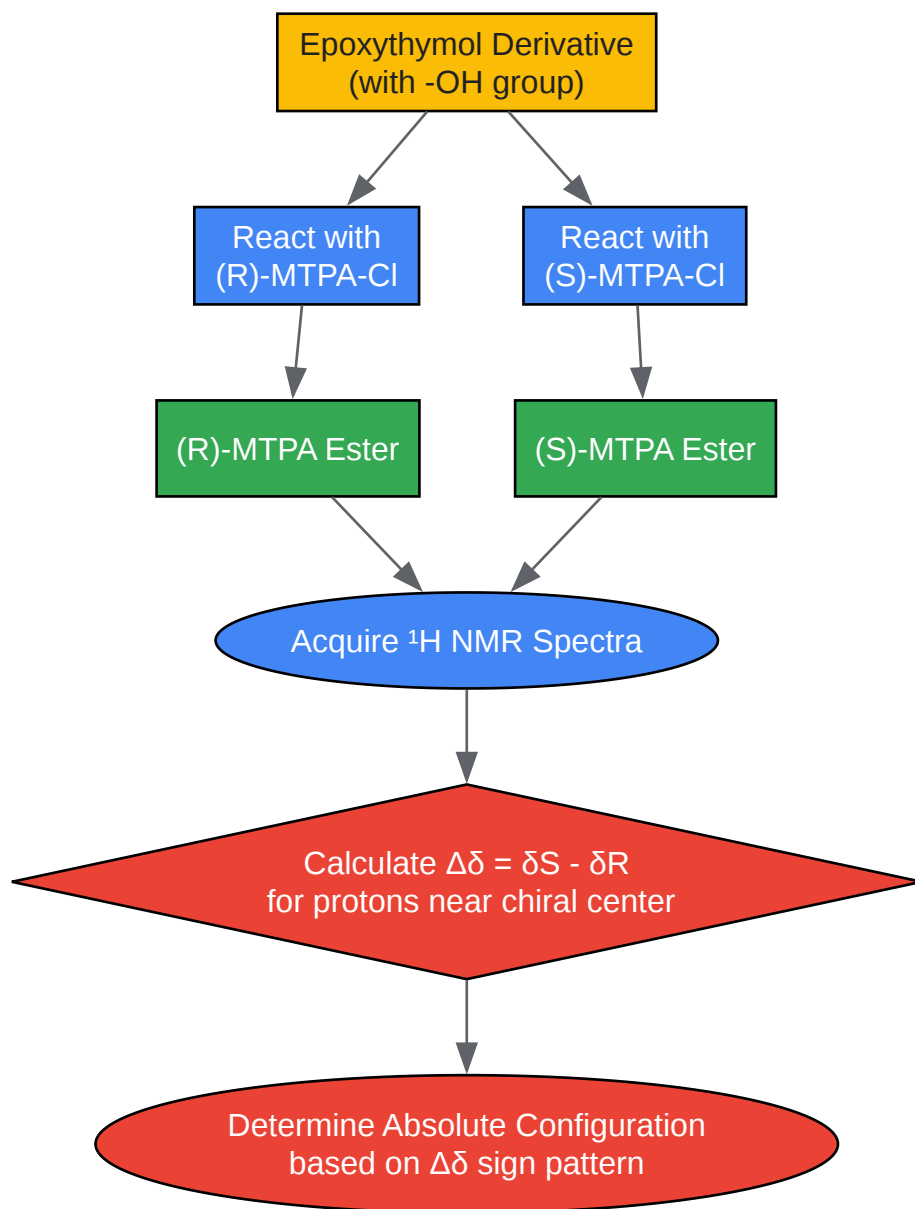 Epoxythymol Derivative
(with -OH group)
React with
(R)-MTPA-Cl
React with
(S)-MTPA-Cl
(R)-MTPA Ester
(S)-MTPA Ester
Acquire ¹H NMR Spectra
Calculate Δδ = δS - δR
for protons near chiral center
Determine Absolute Configuration
based on Δδ sign pattern